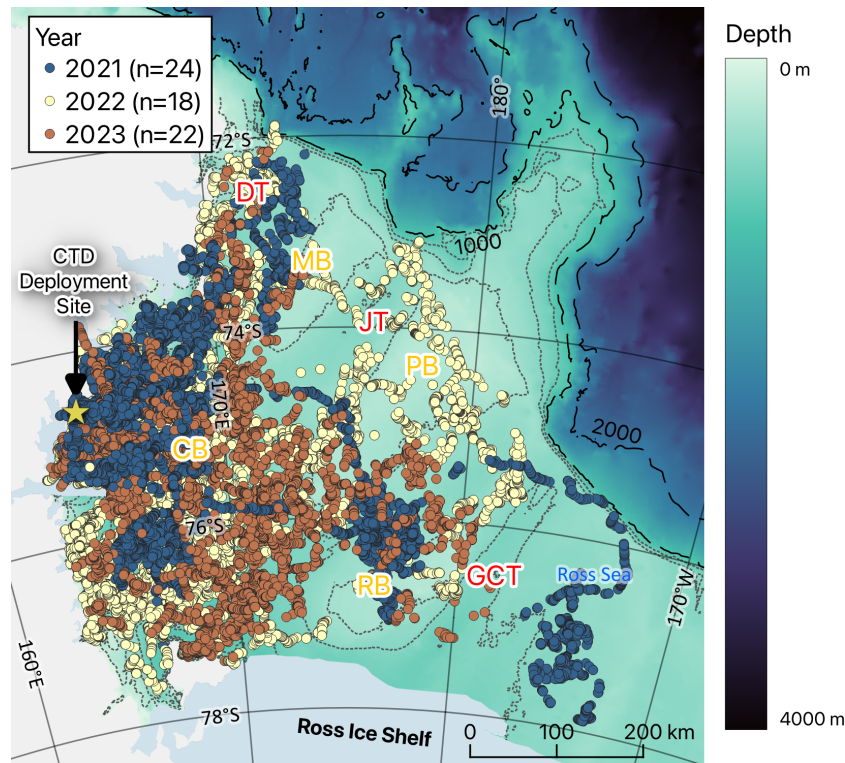 Year
2021 (n=24)
2022 (n=18)
2023 (n=22)
Depth
0 m
4000 m
180°
72°S
DT
1000
MB
CTD
Deployment
Site
74°S
JT
PB
170°E
2000
CB
76°S
RB
GCT
Ross Sea
170°W
160°E
78°S
Ross Ice Shelf
0 100 200 km